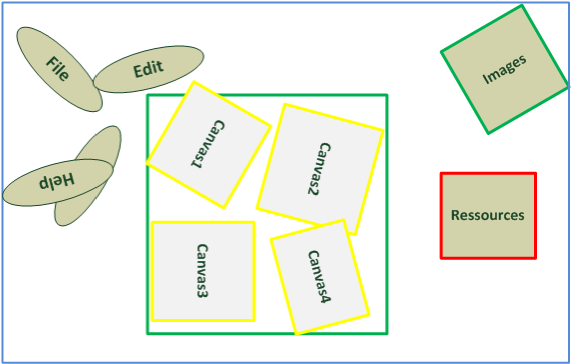 File
Edit
Images
Help
Canvas1
Canvas2
Ressources
Canvas3
Canvas4